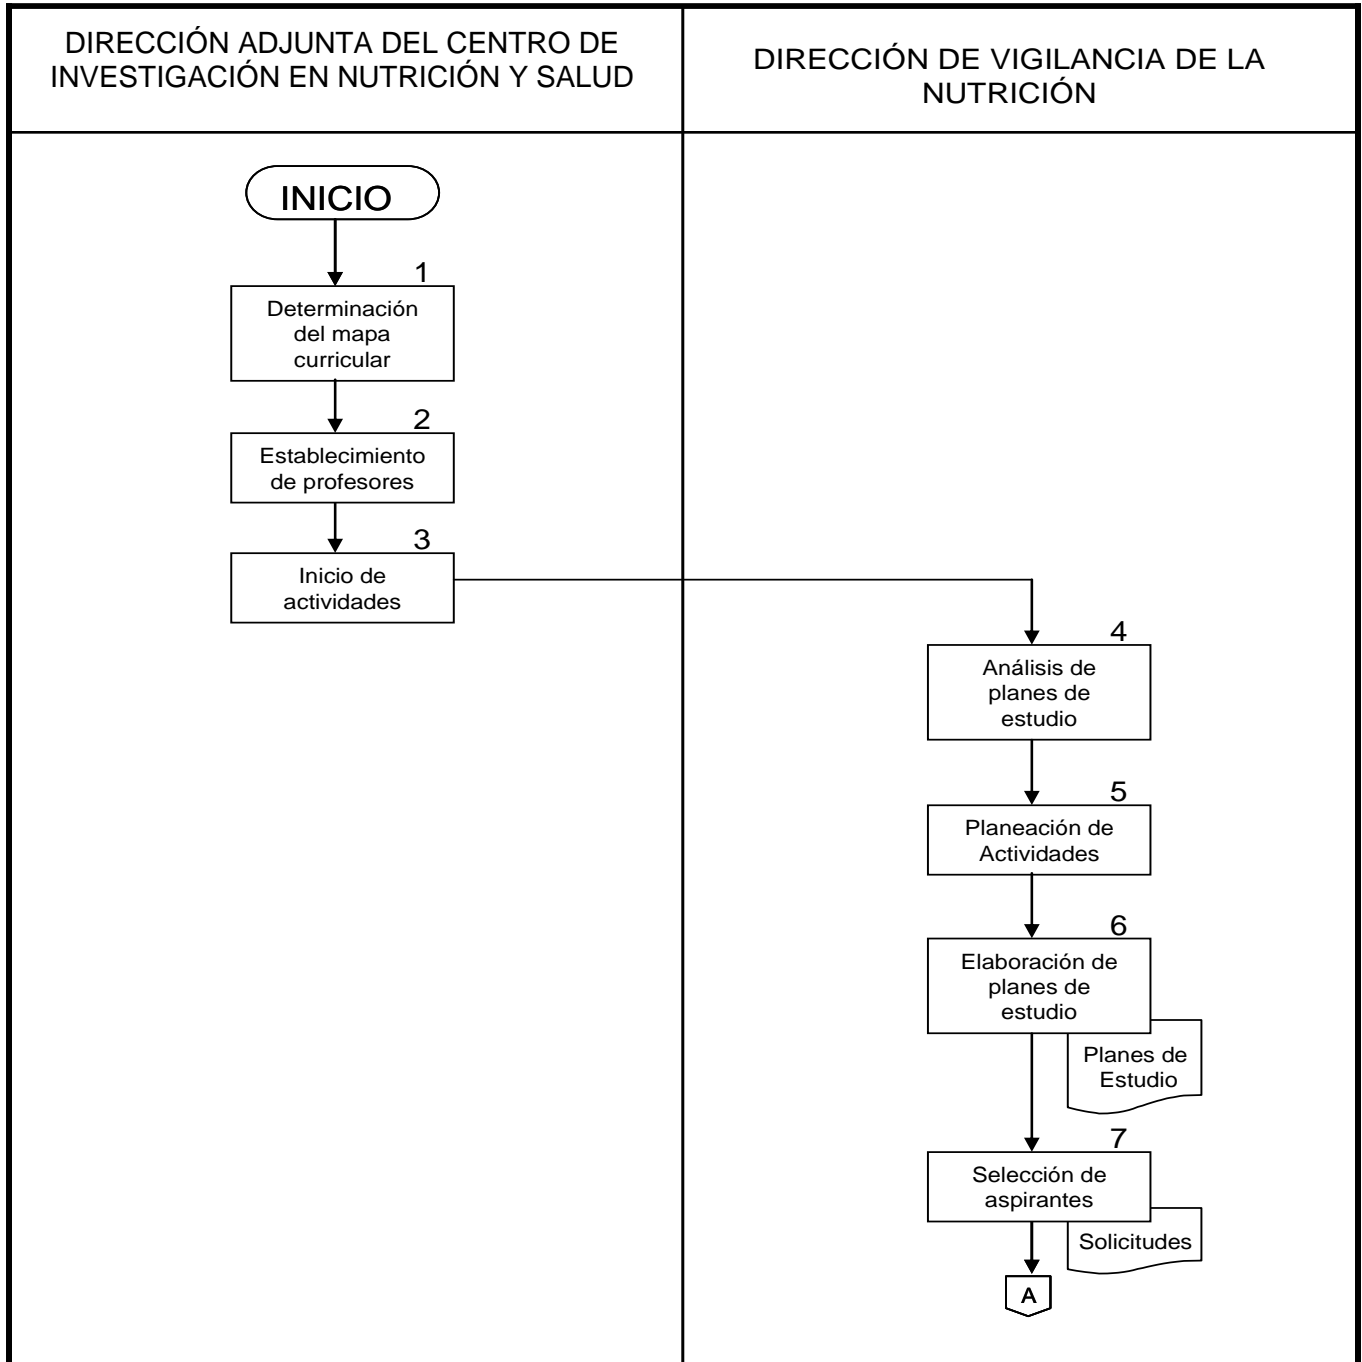 DIRECCIÓN ADJUNTA DEL CENTRO DE
INVESTIGACIÓN EN NUTRICIÓN Y SALUD
DIRECCIÓN DE VIGILANCIA DE LA
NUTRICIÓN
INICIO
1
Determinación
del mapa
curricular
2
Establecimiento
de profesores
3
Inicio de
actividades
4
Análisis de
planes de
estudio
5
Planeación de
Actividades
6
Elaboración de
planes de
estudio
Planes de
Estudio
7
Selección de
aspirantes
Solicitudes
A